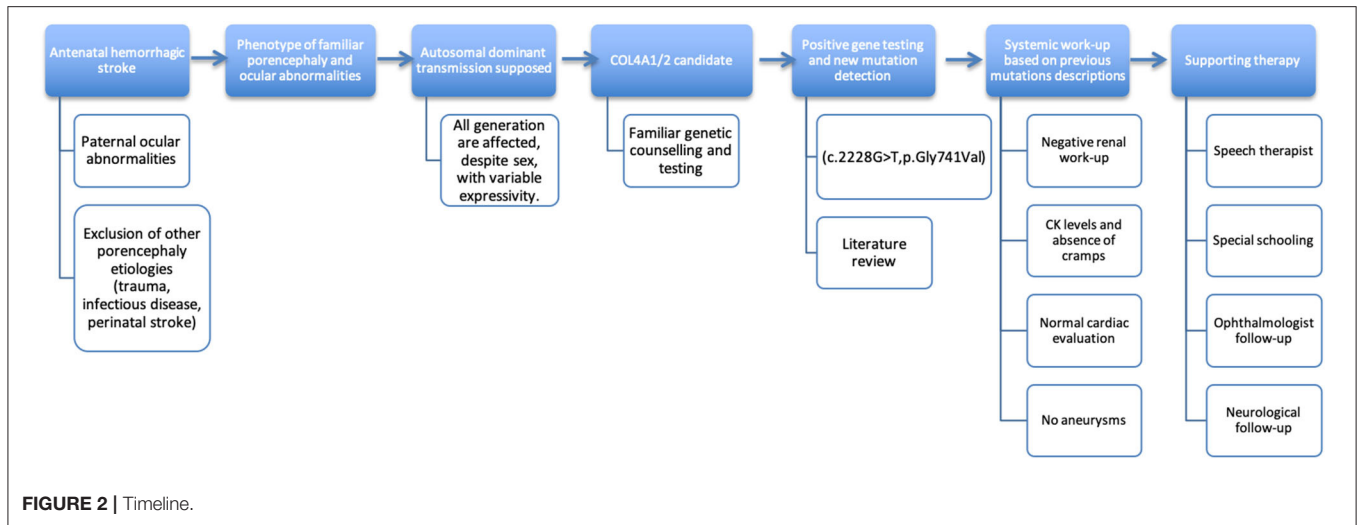 Antenatal hemorrhagic
stroke
Paternal ocular
abnormalities
Exclusion of other
porencephaly
etiologies
(trauma,
infectious disease,
perinatal stroke)
Phenotype of familiar
porencephaly and
ocular abnormalities
Autosomal dominant
transmission supposed
All generation
are affected,
despite sex,
with variable
expressivity.
COL4A1/2 candidate
Familiar genetic
counselling and
testing
Positive gene testing
and new mutation
detection
(c.2228G>T,p.Gly741Val)
Literature
review
Systemic work-up
based on previous
mutations descriptions
Negative renal
work-up
CK levels and
absence of
cramps
Normal cardiac
evaluation
No aneurysms
Supporting therapy
Speech therapist
Special schooling
Ophthalmologist
follow-up
Neurological
follow-up
FIGURE 2 | Timeline.